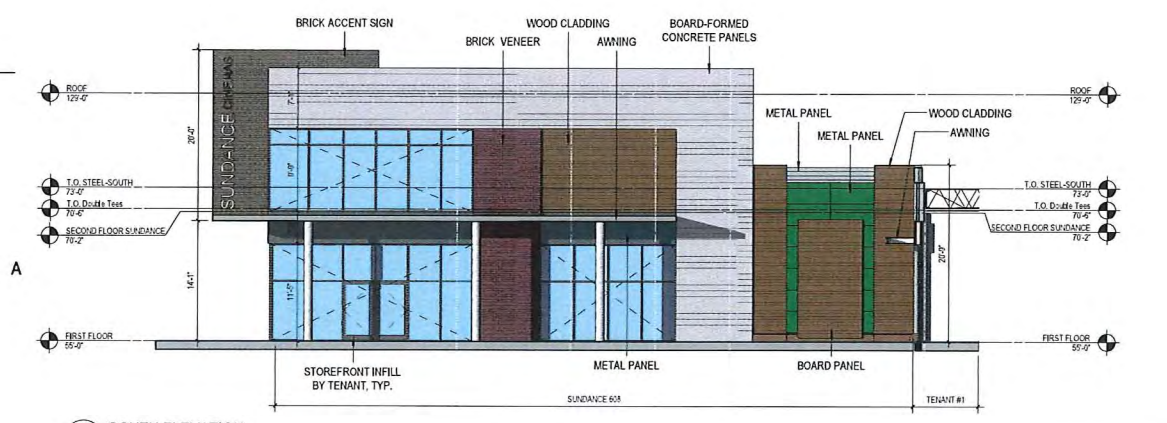 BRICK ACCENT SIGN
BRICK VENEER
WOOD CLADDING
AWNING
BOARD-FORMED
CONCRETE PANELS
ROOF
129'-0"
T.O. STEEL-SOUTH
73'-0"
T.O. Double Tees
70'-6"
SECOND FLOOR SUNDANCE
70'-2"
FIRST FLOOR
55'-0"
A
20'-0"
14'-1"
7'-1"
11'-5"
METAL PANEL
METAL PANEL
WOOD CLADDING
AWNING
ROOF
129'-0"
T.O. STEEL-SOUTH
73'-0"
T.O. Double Tees
70'-6"
SECOND FLOOR SUNDANCE
70'-2"
20'-0"
FIRST FLOOR
55'-0"
STOREFRONT INFILL
BY TENANT, TYP.
METAL PANEL
BOARD PANEL
SUNDANCE 608
TENANT #1